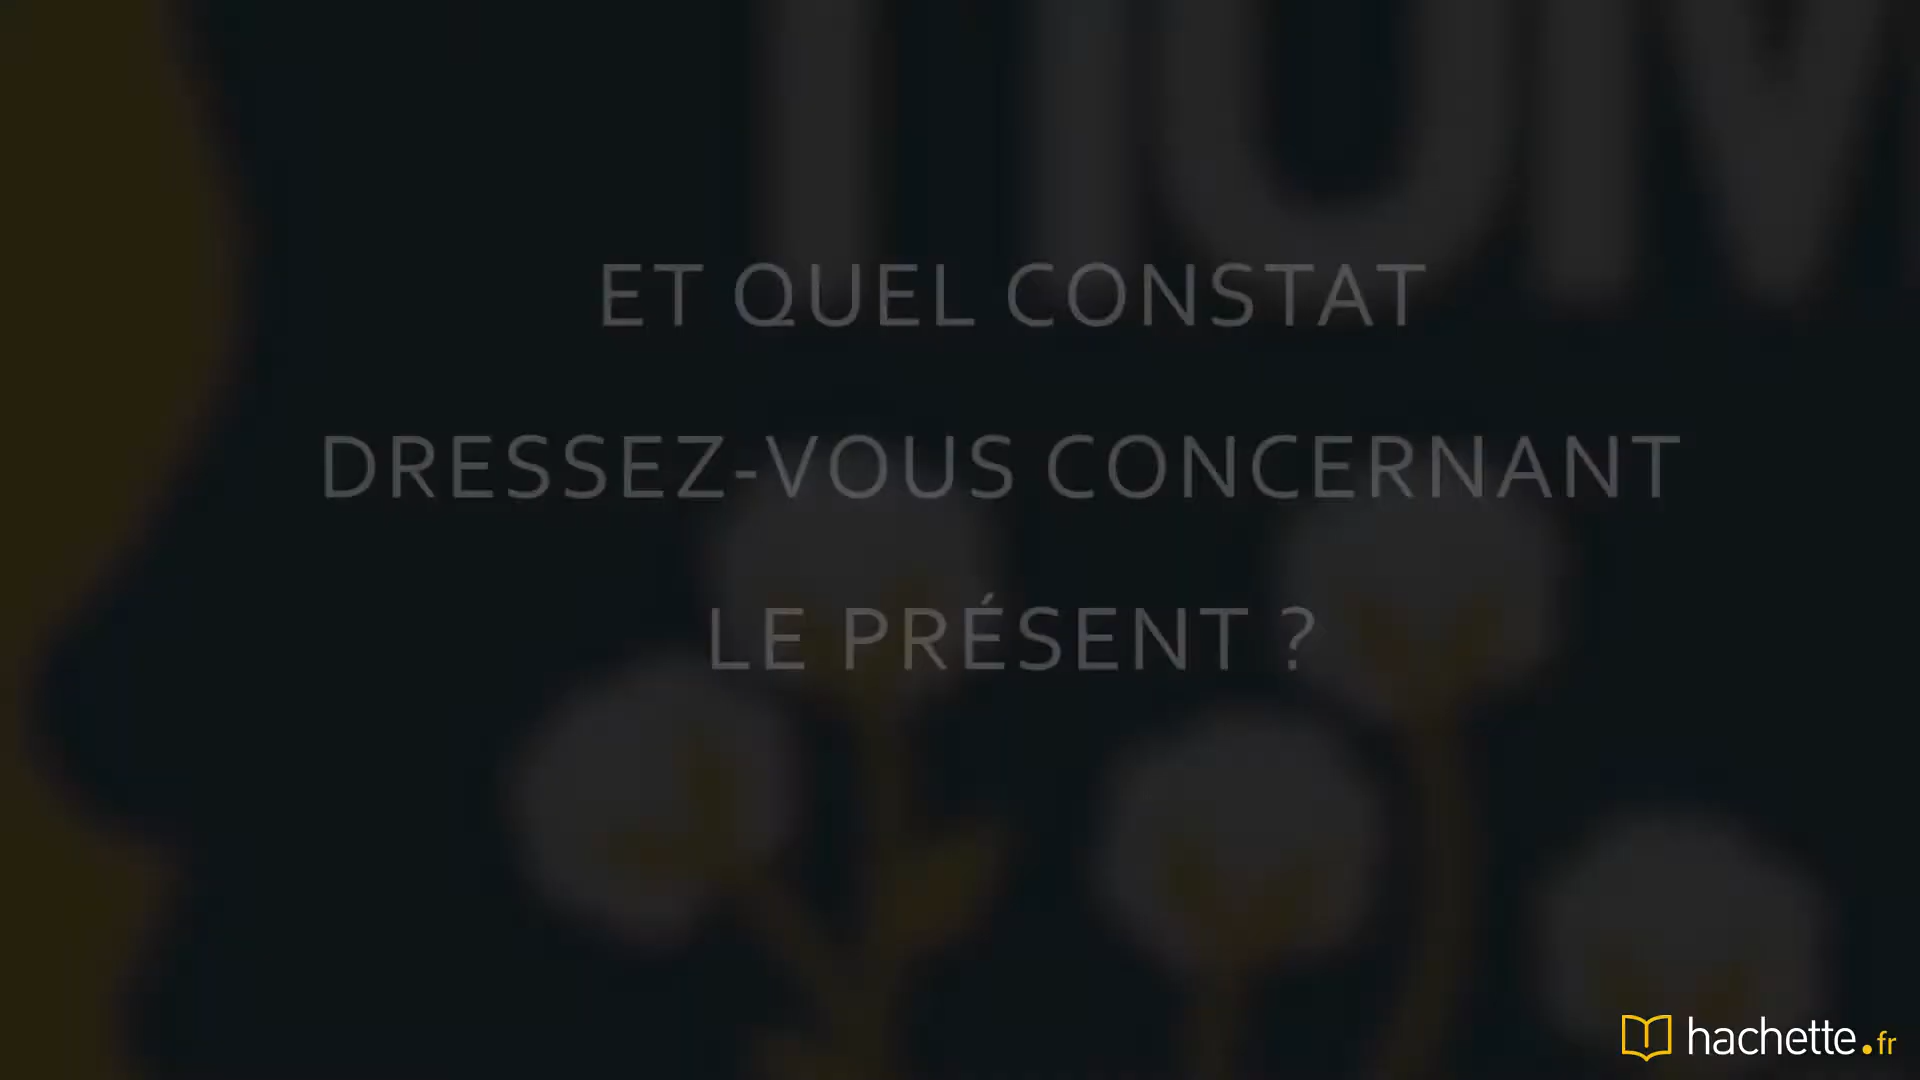 ET QUEL CONSTAT
DRESSEZ-VOUS CONCERNANT
LE PRÉSENT ?
hachette.fr